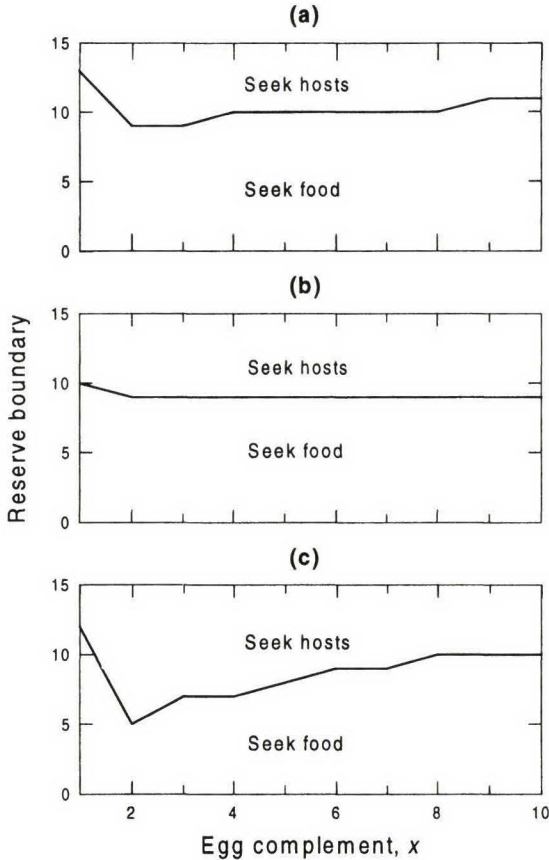 (a)
15
10
5
0
Seek hosts
Seek food
(b)
15
10
5
0
Seek hosts
Seek food
(c)
15
10
5
0
Seek hosts
Seek food
2 4 6 8 10
Reserve boundary
Egg complement, x